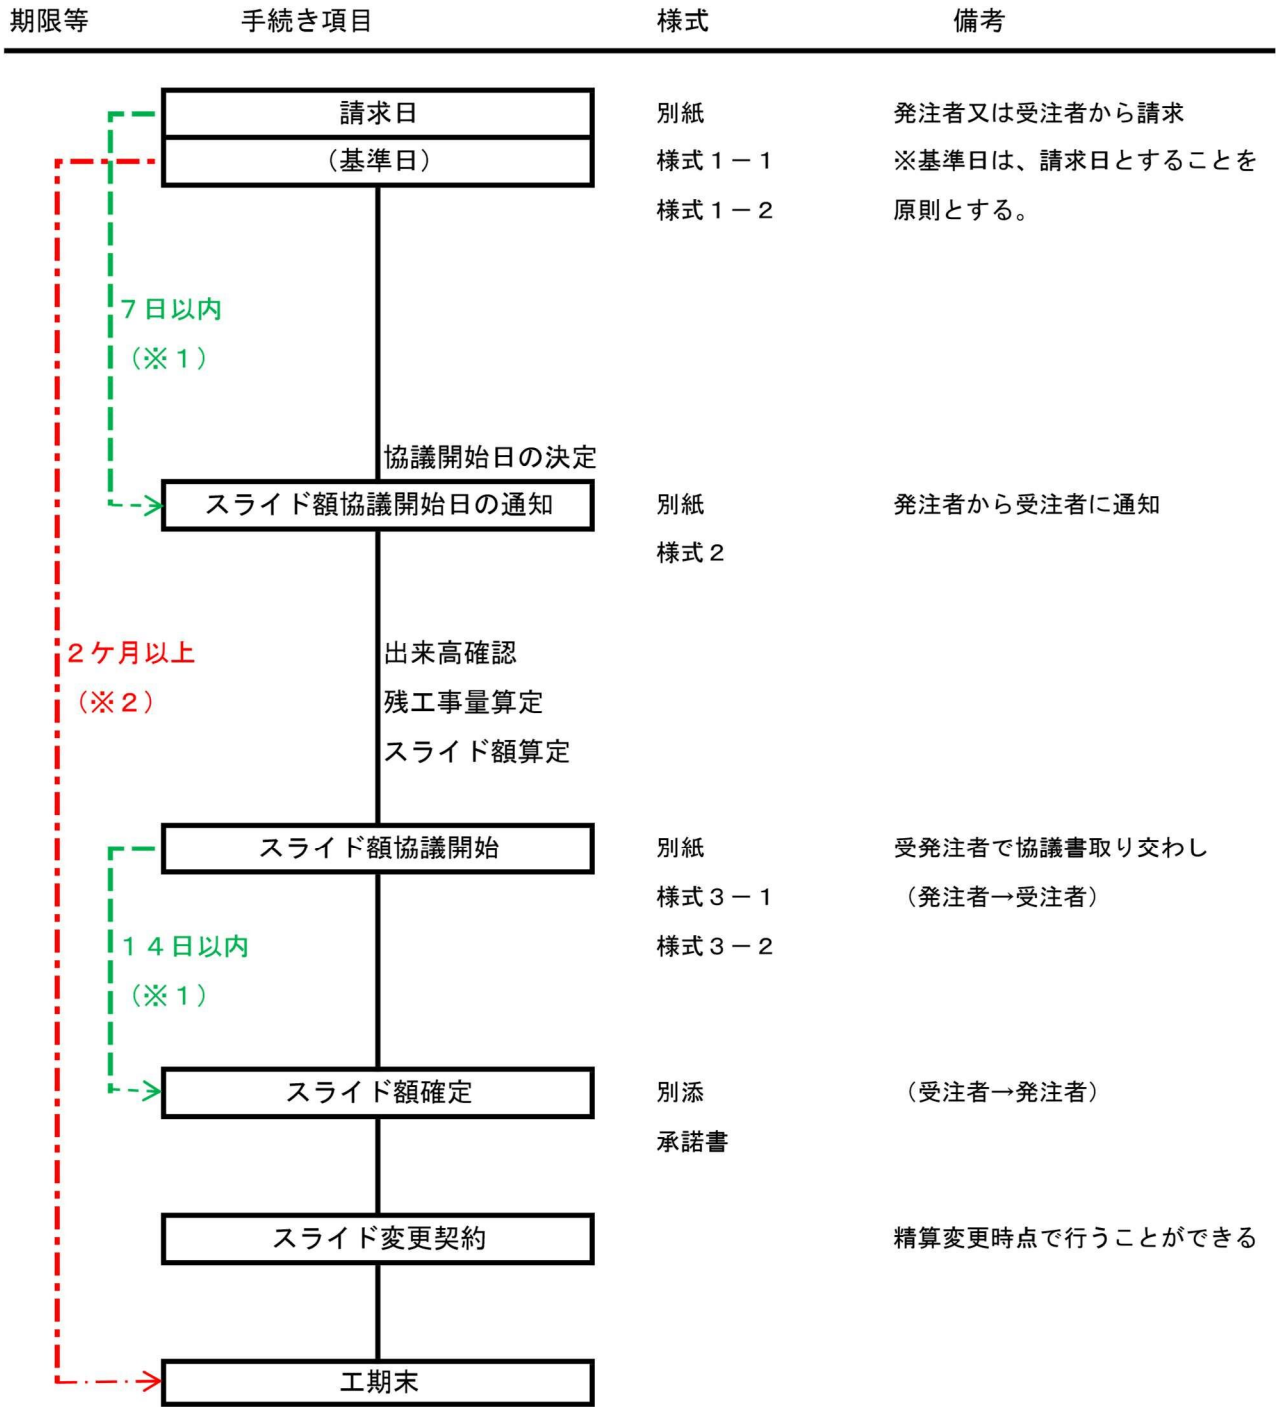 期限等　手続き項目　様式　備考
請求日　別紙　発注者又は受注者から請求
（基準日）　様式１－１　※基準日は、請求日とすることを
様式１－２　原則とする。
７日以内
（※１）
協議開始日の決定
スライド額協議開始日の通知　別紙　発注者から受注者に通知
様式２
２ケ月以上　出来高確認
（※２）　残工事量算定
スライド額算定
スライド額協議開始　別紙　受発注者で協議書取り交わし
様式３－１　（発注者→受注者）
１４日以内　様式３－２
（※１）
スライド額確定　別添　（受注者→発注者）
承諾書
スライド変更契約　精算変更時点で行うことができる
工期末